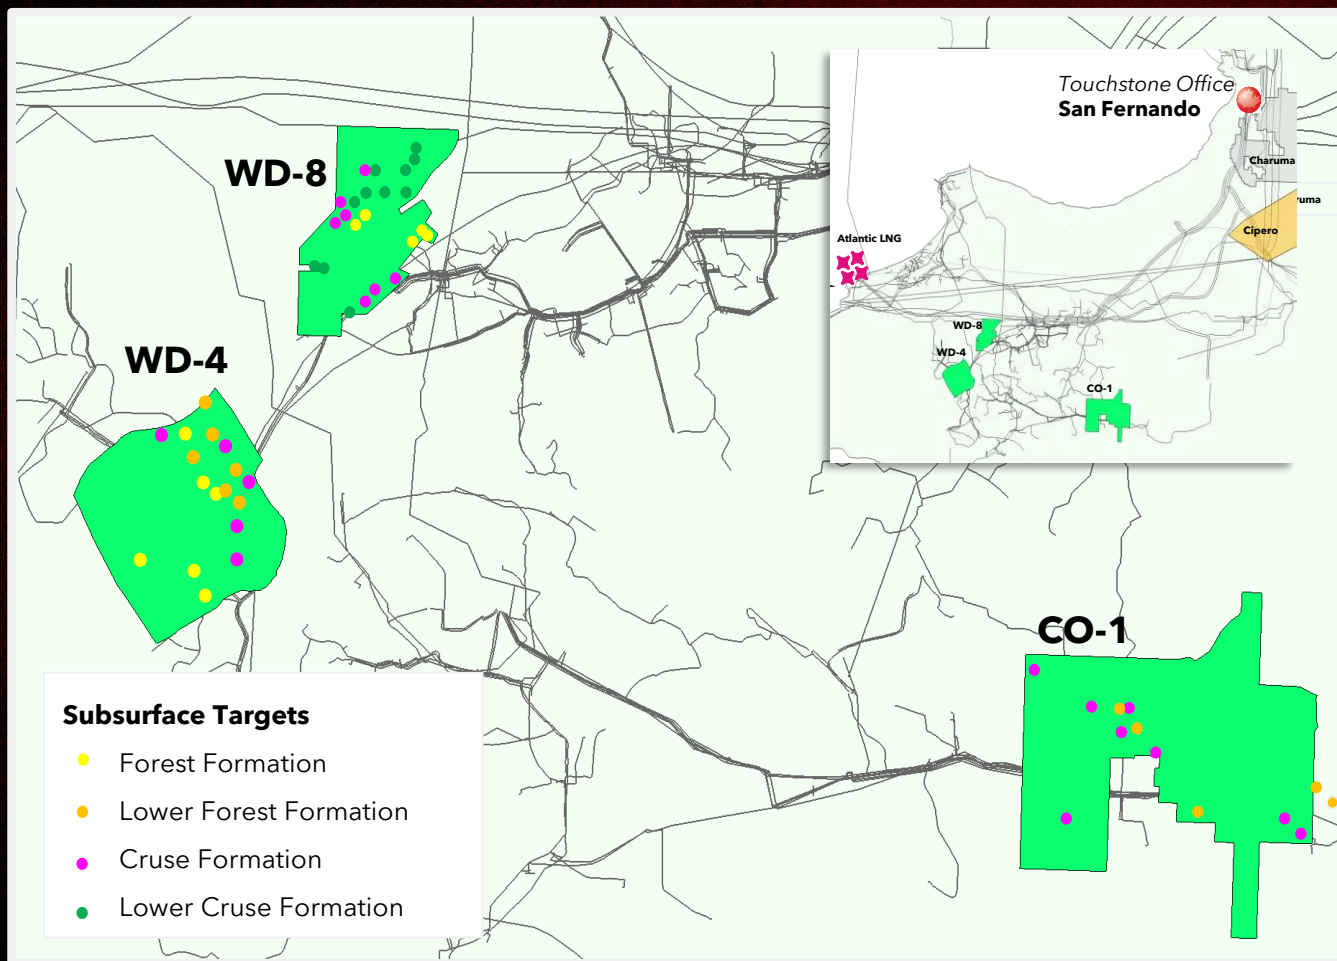 WD-8
WD-4
CO-1
Touchstone Office
San Fernando
Charuma
ruma
Cipero
Atlantic LNG
WD-8
WD-4
CO-1
Subsurface Targets
Forest Formation
Lower Forest Formation
Cruse Formation
Lower Cruse Formation